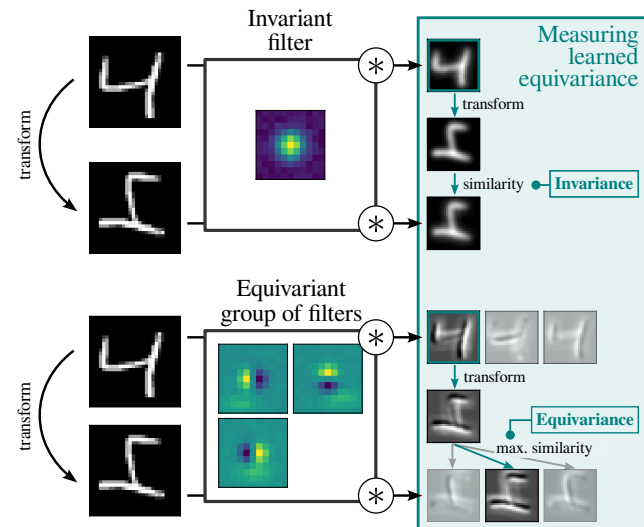 Invariant
filter
Measuring
learned
equivariance
transform
*
transform
similarity
Invariance
*
Equivariant
group of filters
transform
*
transform
Equivariance
max. similarity
*